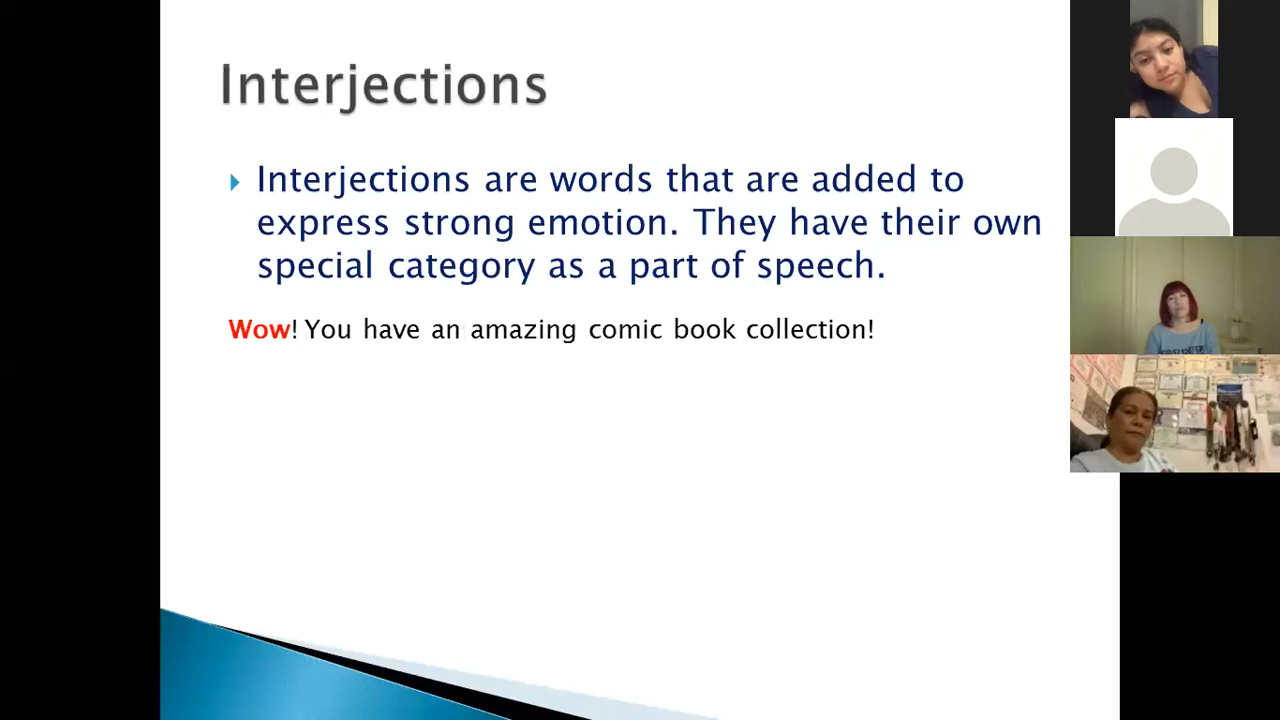 Interjections
Interjections are words that are added to
express strong emotion. They have their own
special category as a part of speech.
Wow! You have an amazing comic book collection!